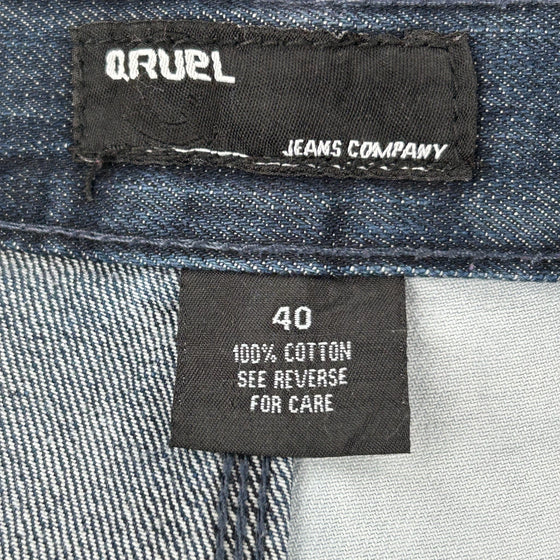 QRUEL
JEANS COMPANY
40
100% COTTON
SEE REVERSE
FOR CARE